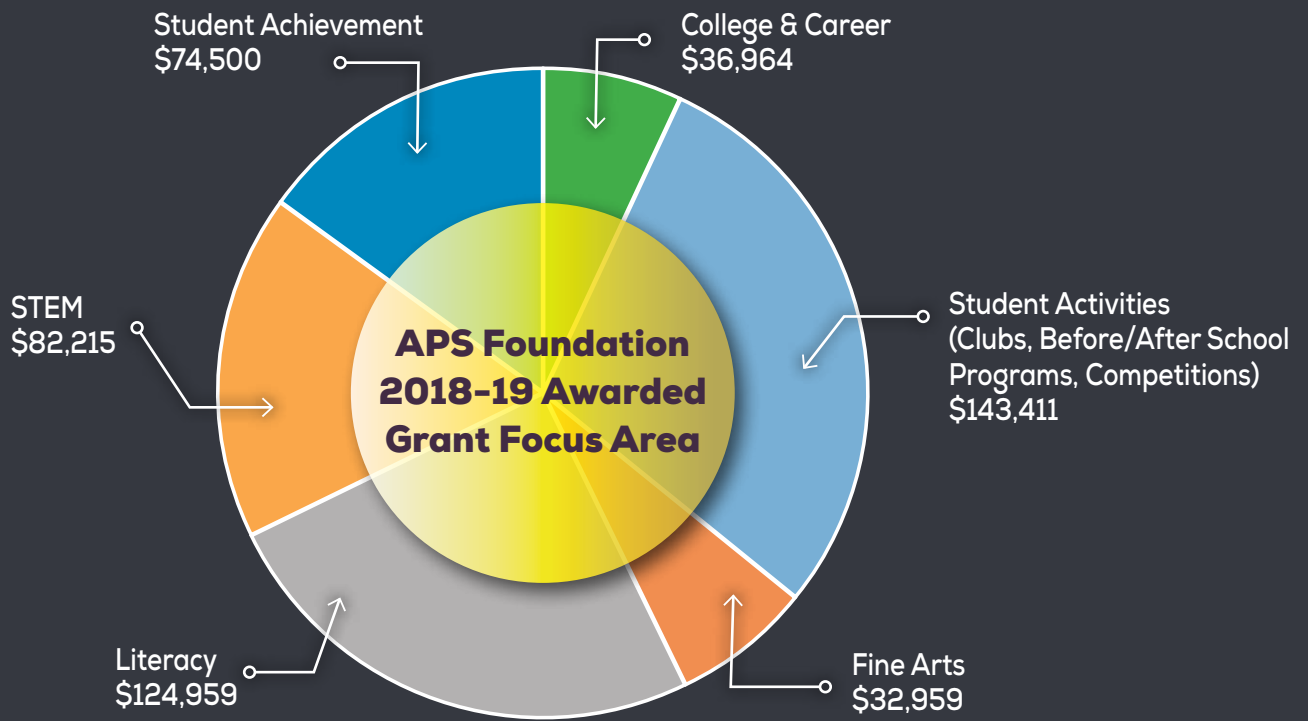 Student Achievement
$74,500
College & Career
$36,964
STEM
$82,215
APS Foundation
2018-19 Awarded
Grant Focus Area
Student Activities
(Clubs, Before/After School
Programs, Competitions)
$143,411
Literacy
$124,959
Fine Arts
$32,959